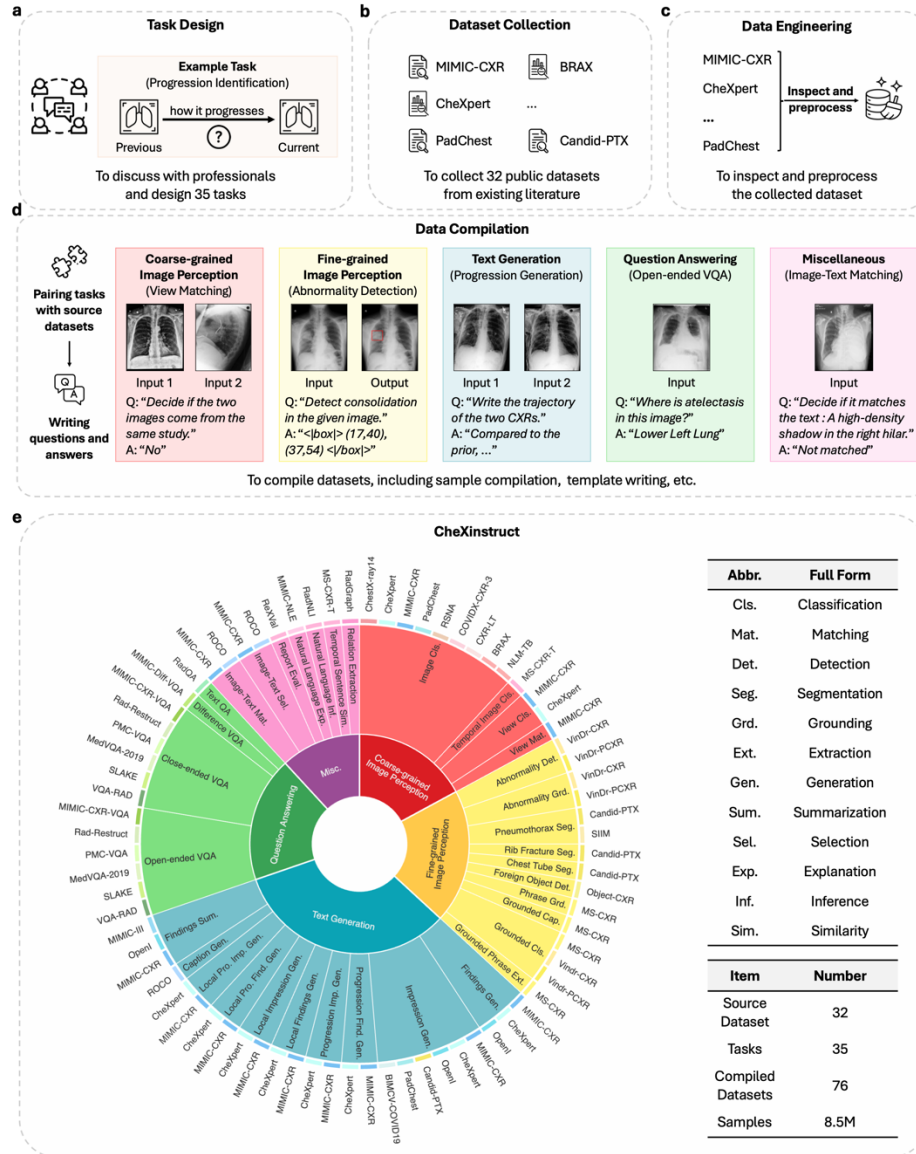 a
Task Design
Example Task
(Progression Identification)
how it progresses
?
Previous
Current
To discuss with professionals
and design 35 tasks
b
Dataset Collection
MIMIC-CXR
BRAX
CheXpert
...
PadChest
Candid-PTX
To collect 32 public datasets
from existing literature
c
Data Engineering
MIMIC-CXR
CheXpert
...
PadChest
Inspect and
preprocess
To inspect and preprocess
the collected dataset
d
Data Compilation
Pairing tasks
with source
datasets
Q
A
Writing
questions and
answers
Coarse-grained
Image Perception
(View Matching)
Input 1
Input 2
Q: “Decide if the two
images come from the
same study.”
A: “No”
Fine-grained
Image Perception
(Abnormality Detection)
Input
Output
Q: “Detect consolidation
in the given image.”
A: “<|box|> (17,40),
(37,54) <|/box|>”
Text Generation
(Progression Generation)
Input 1
Input 2
Q: “Write the trajectory
of the two CXRs.”
A: “Compared to the
prior, ...”
Question Answering
(Open-ended VQA)
Input
Q: “Where is atelectasis
in this image?”
A: “Lower Left Lung”
Miscellaneous
(Image-Text Matching)
Input
Q: “Decide if it matches
the text : A high-density
shadow in the right hilar.”
A: “Not matched”
To compile datasets, including sample compilation, template writing, etc.
e
CheXinstruct
Coarse-grained
Image Perception
Image Cls.
Temporal Image Cls.
View Cls.
View Mat.
ChestX-ray14
CheXpert
MIMIC-CXR
PadChest
RSNA
COVIDX-CXR-3
CXR-LT
BRAX
NLM-TB
MS-CXR-T
MIMIC-CXR
CheXpert
MIMIC-CXR
Fine-grained
Image Perception
Abnormality Det.
Abnormality Grd.
Pneumothorax Seg.
Rib Fracture Seg.
Chest Tube Seg.
Foreign Object Det.
Phrase Grd.
Grounded Cap.
Grounded Cls.
Grounded Phrase Ext.
VinDr-CXR
VinDr-PCXR
VinDr-CXR
VinDr-PCXR
Candid-PTX
SIIM
Candid-PTX
Candid-PTX
Object-CXR
MS-CXR
MS-CXR
MS-CXR
Vindr-CXR
Vindr-PCXR
MS-CXR
Text Generation
Findings Gen.
Impression Gen.
Progression Find. Gen.
Progression Imp. Gen.
Local Findings Gen.
Local Impression Gen.
Local Pro. Find. Gen.
Local Pro. Imp. Gen.
Caption Gen.
Findings Sum.
MIMIC-CXR
CheXpert
OpenI
MIMIC-CXR
CheXpert
OpenI
Candid-PTX
PadChest
BIMCV-COVID19
MIMIC-CXR
CheXpert
MIMIC-CXR
CheXpert
MIMIC-CXR
CheXpert
MIMIC-CXR
CheXpert
MIMIC-CXR
CheXpert
MIMIC-CXR
CheXpert
ROCO
MIMIC-CXR
OpenI
MIMIC-III
Question Answering
Open-ended VQA
Close-ended VQA
Difference VQA
Text QA
VQA-RAD
SLAKE
MedVQA-2019
PMC-VQA
Rad-Restruct
MIMIC-CXR-VQA
VQA-RAD
SLAKE
MedVQA-2019
PMC-VQA
Rad-Restruct
MIMIC-CXR-VQA
MIMIC-Diff-VQA
RadQA
Misc.
Image-Text Mat.
Image-Text Sel.
Report Eval.
Natural Language Exp.
Natural Language Inf.
Temporal Sentence Sim.
Relation Extraction
MIMIC-CXR
ROCO
MIMIC-CXR
ROCO
ReXVal
MIMIC-NLE
RadNLI
MS-CXR-T
RadGraph
Abbr. Full Form
Cls. Classification
Mat. Matching
Det. Detection
Seg. Segmentation
Grd. Grounding
Ext. Extraction
Gen. Generation
Sum. Summarization
Sel. Selection
Exp. Explanation
Inf. Inference
Sim. Similarity
Item Number
Source
Dataset
32
Tasks 35
Compiled
Datasets
76
Samples 8.5M